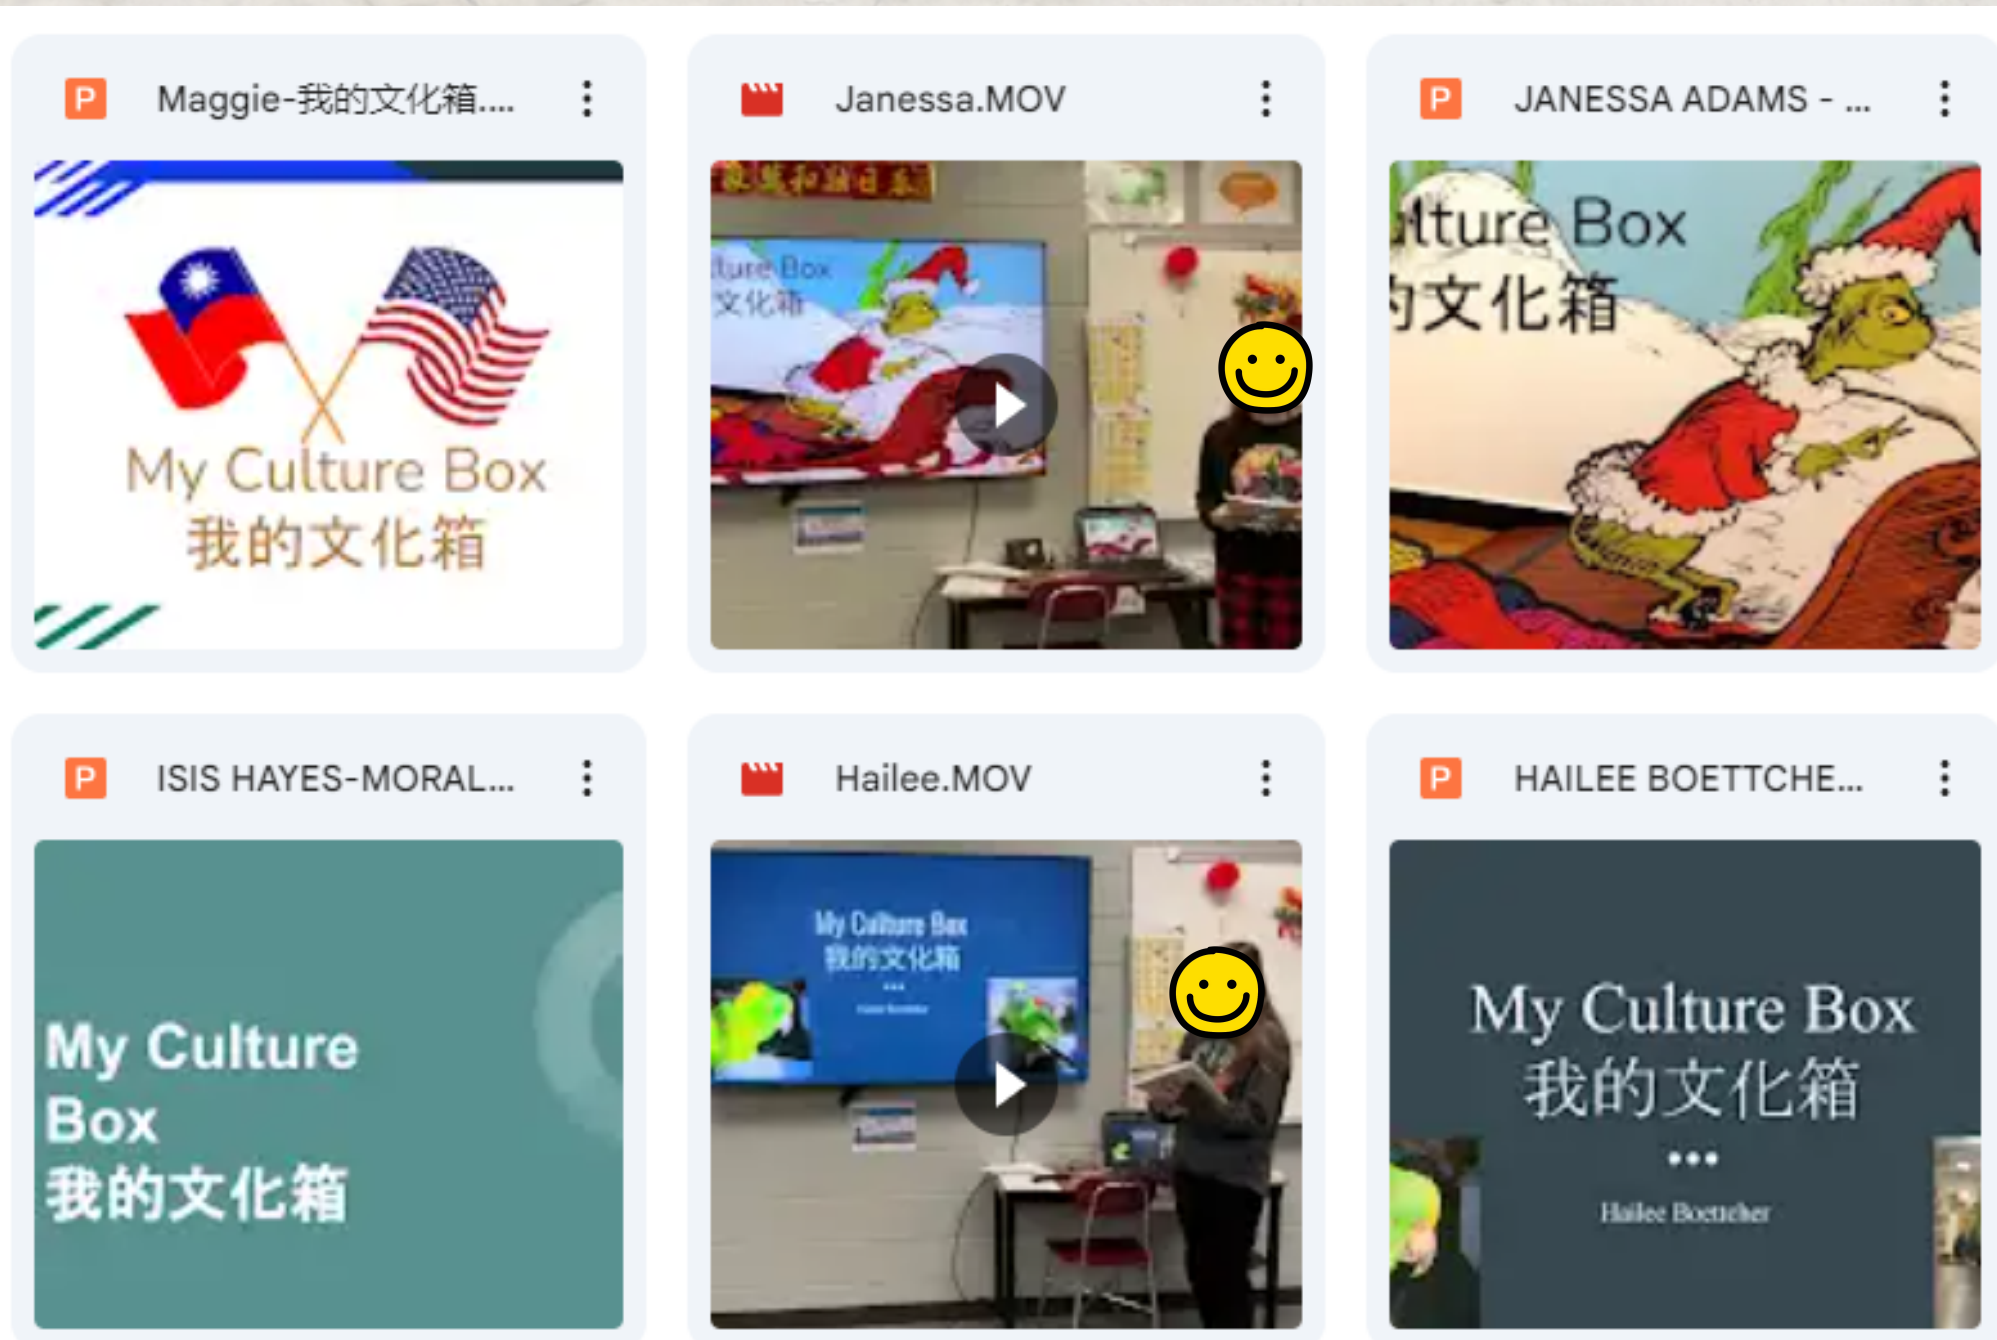 Maggie-我的文化箱....
My Culture Box
我的文化箱
Janessa.MOV
lture Box
文化箱
JANESSA ADAMS - ...
ulture Box
的文化箱
ISIS HAYES-MORAL...
My Culture
Box
我的文化箱
Hailee.MOV
My Culture Box
我的文化箱
HAILEE BOETTCHE...
My Culture Box
我的文化箱
Hailee Boettcher